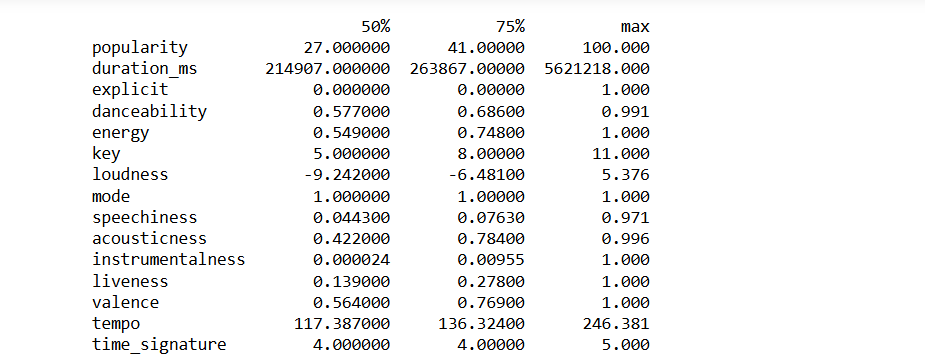 50% 75% max
popularity 27.000000 41.00000 100.000
duration_ms 214907.000000 263867.00000 5621218.000
explicit 0.000000 0.00000 1.000
danceability 0.577000 0.68600 0.991
energy 0.549000 0.74800 1.000
key 5.000000 8.00000 11.000
loudness -9.242000 -6.48100 5.376
mode 1.000000 1.00000 1.000
speechiness 0.044300 0.07630 0.971
acousticness 0.422000 0.78400 0.996
instrumentalness 0.000024 0.00955 1.000
liveness 0.139000 0.27800 1.000
valence 0.564000 0.76900 1.000
tempo 117.387000 136.32400 246.381
time_signature 4.000000 4.00000 5.000